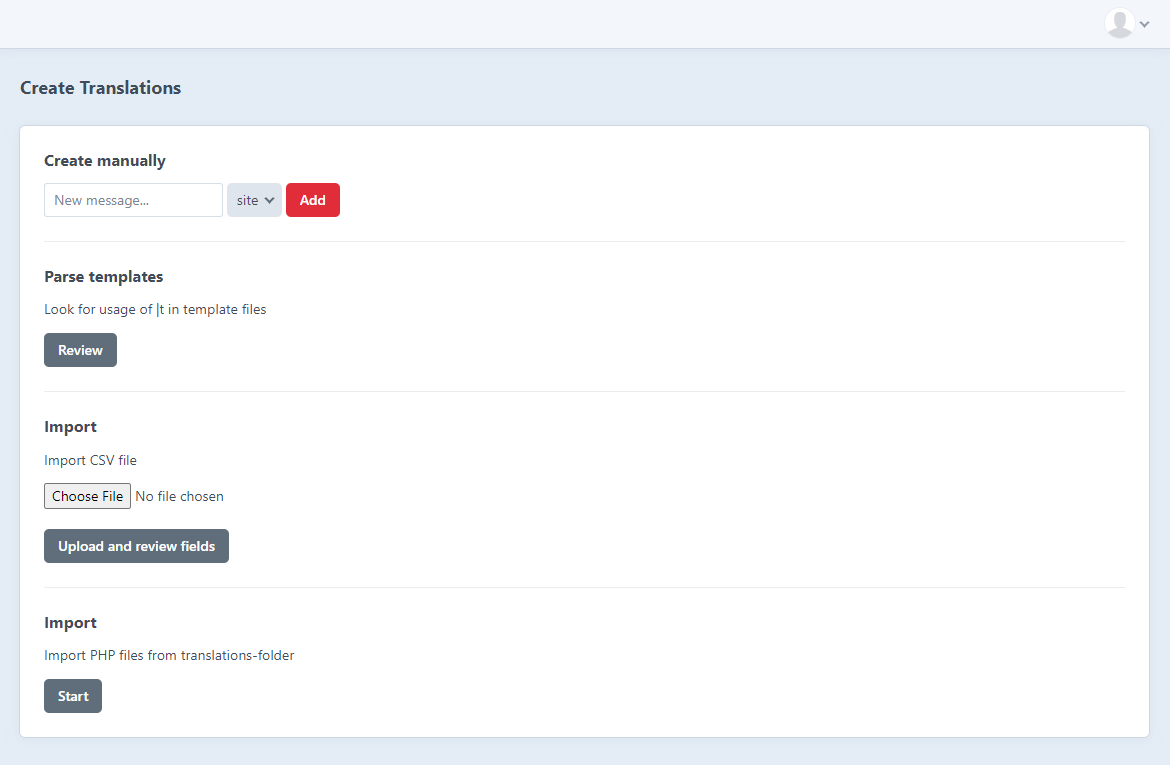 Create Translations
Create manually
New message... site Add
Parse templates
Look for usage of |t in template files
Review
Import
Import CSV file
Choose File No file chosen
Upload and review fields
Import
Import PHP files from translations-folder
Start